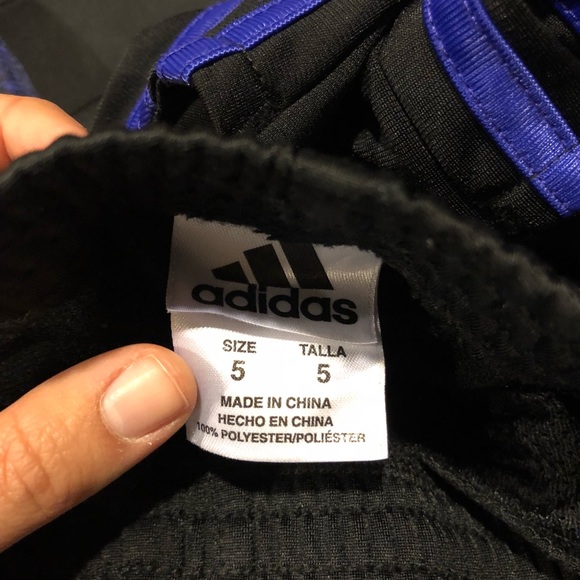 adidas
SIZE TALLA
5 5
MADE IN CHINA
HECHO EN CHINA
100% POLYESTER/POLIÉSTER